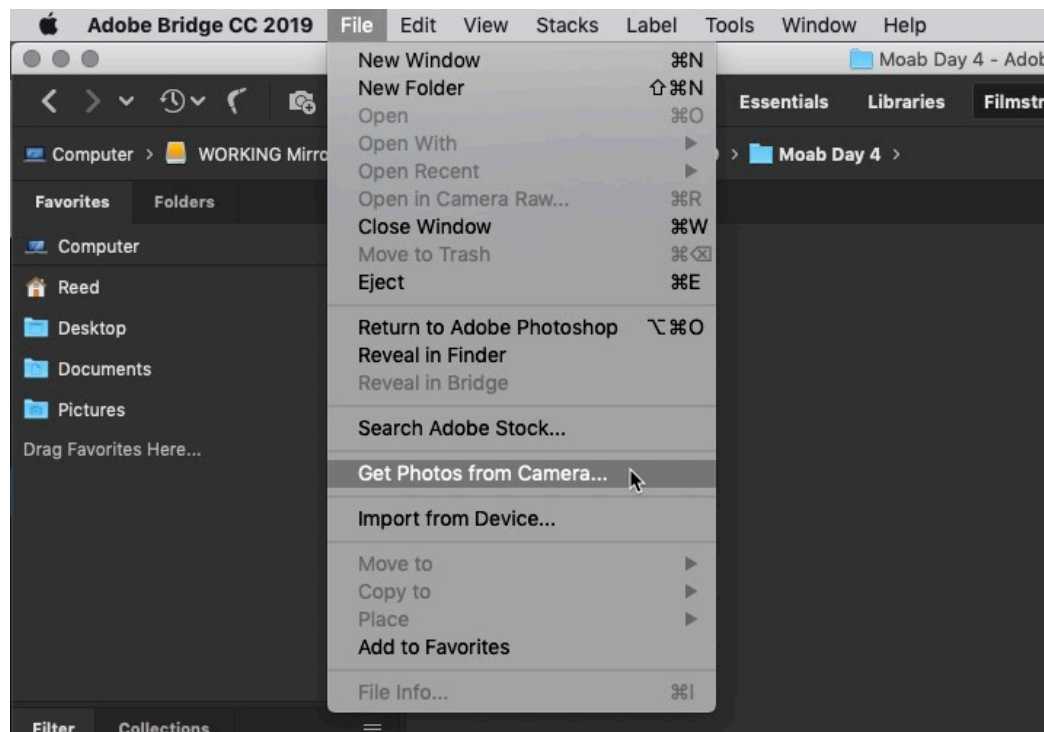 Adobe Bridge CC 2019 File Edit View Stacks Label Tools Window Help
Moab Day 4 - Adob
Essentials Libraries Filmstr
Computer > WORKING Mirro > Moab Day 4 >
Favorites Folders
Computer
Reed
Desktop
Documents
Pictures
Drag Favorites Here...
New Window ⌘N
New Folder ⇧⌘N
Open ⌘O
Open With ▶
Open Recent ▶
Open in Camera Raw... ⌘R
Close Window ⌘W
Move to Trash ⌘⌫
Eject ⌘E
Return to Adobe Photoshop ⌥⌘O
Reveal in Finder
Reveal in Bridge
Search Adobe Stock...
Get Photos from Camera...
Import from Device...
Move to ▶
Copy to ▶
Place ▶
Add to Favorites
File Info... ⌘I
Filter Collections